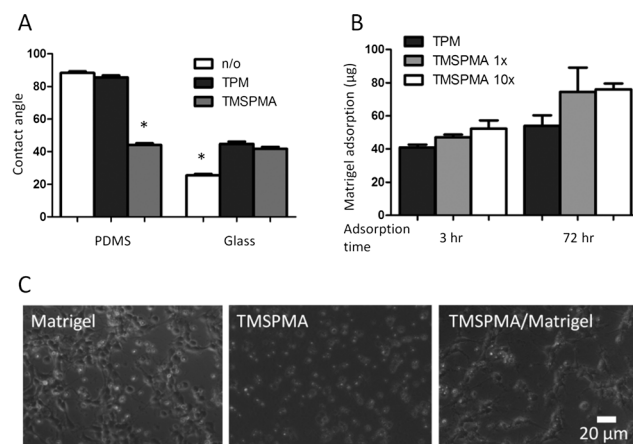 A
Contact angle
100
80
60
40
20
0
n/o
TPM
TMSPMA
*
*
PDMS Glass
B
Matrigel adsorption (µg)
100
80
60
40
20
0
TPM
TMSPMA 1x
TMSPMA 10x
Adsorption time
3 hr 72 hr
C
Matrigel
TMSPMA
TMSPMA/Matrigel
20 µm